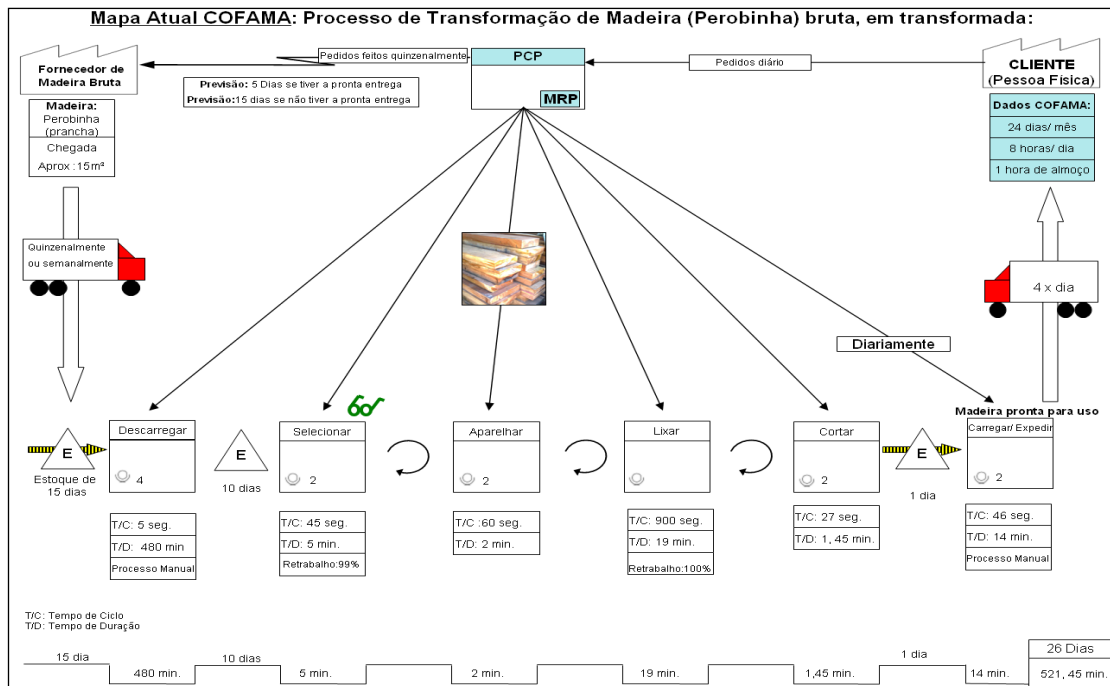 Mapa Atual COFAMA: Processo de Transformação de Madeira (Perobinha) bruta, em transformada:
Fornecedor de
Madeira Bruta
Pedidos feitos quinzenalmente
PCP
MRP
Pedidos diário
CLIENTE
(Pessoa Física)
Previsão: 5 Dias se tiver a pronta entrega
Previsão:15 dias se não tiver a pronta entrega
Madeira:
Perobinha
(prancha)
Chegada
Aprox :15m³
Dados COFAMA:
24 dias/ mês
8 horas/ dia
1 hora de almoço
Quinzenalmente
ou semanalmente
4 x dia
Diariamente
Madeira pronta para uso
E
Estoque de
15 dias
Descarregar
4
T/C: 5 seg.
T/D: 480 min
Processo Manual
E
10 dias
Selecionar
2
T/C: 45 seg.
T/D: 5 min.
Retrabalho:99%
Aparelhar
2
T/C :60 seg.
T/D: 2 min.
Lixar
2
T/C: 900 seg.
T/D: 19 min.
Retrabalho:100%
Cortar
2
T/C: 27 seg.
T/D: 1, 45 min.
E
1 dia
Carregar/ Expedir
2
T/C: 46 seg.
T/D: 14 min.
Processo Manual
T/C: Tempo de Ciclo
T/D: Tempo de Duração
15 dia
480 min.
10 dias
5 min.
2 min.
19 min.
1,45 min.
1 dia
14 min.
26 Dias
521, 45 min.